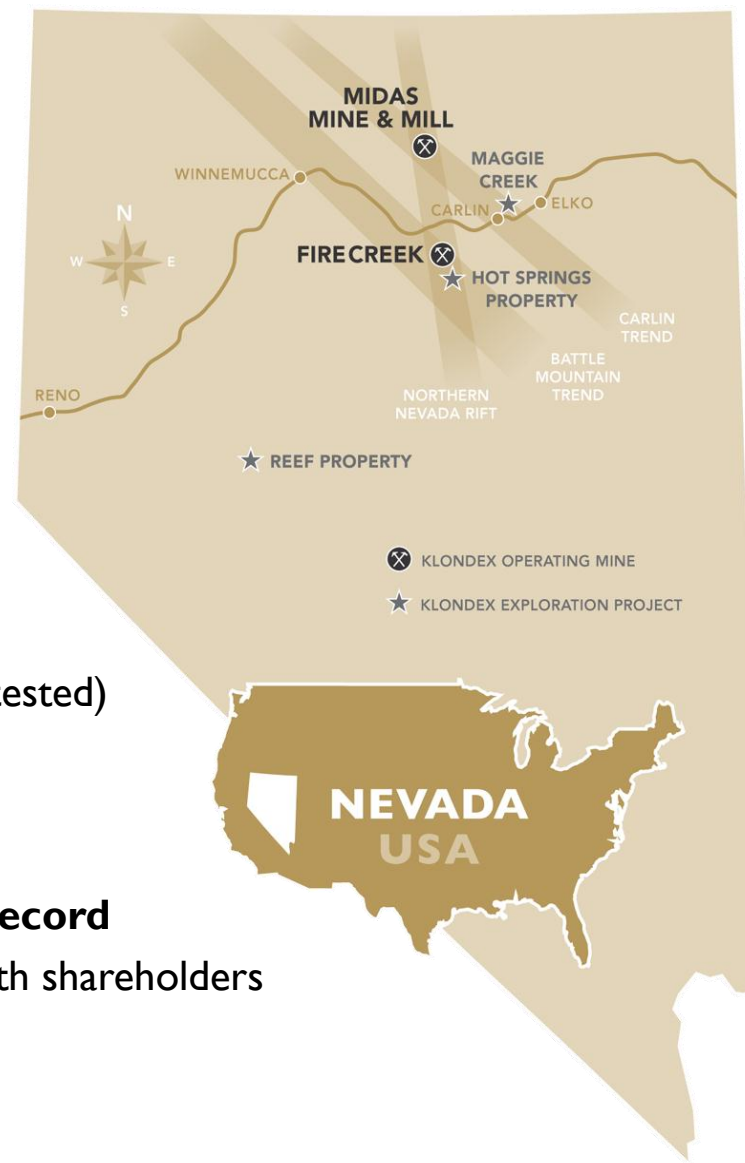 MIDAS
MINE & MILL
MAGGIE
CREEK
WINNEMUCCA
CARLIN
ELKO
N
W
E
S
FIRE CREEK
HOT SPRINGS
PROPERTY
CARLIN
TREND
BATTLE
MOUNTAIN
TREND
RENO
NORTHERN
NEVADA RIFT
REEF PROPERTY
KLONDEX OPERATING MINE
KLONDEX EXPLORATION PROJECT
ested)
NEVADA
USA
ecord
th shareholders